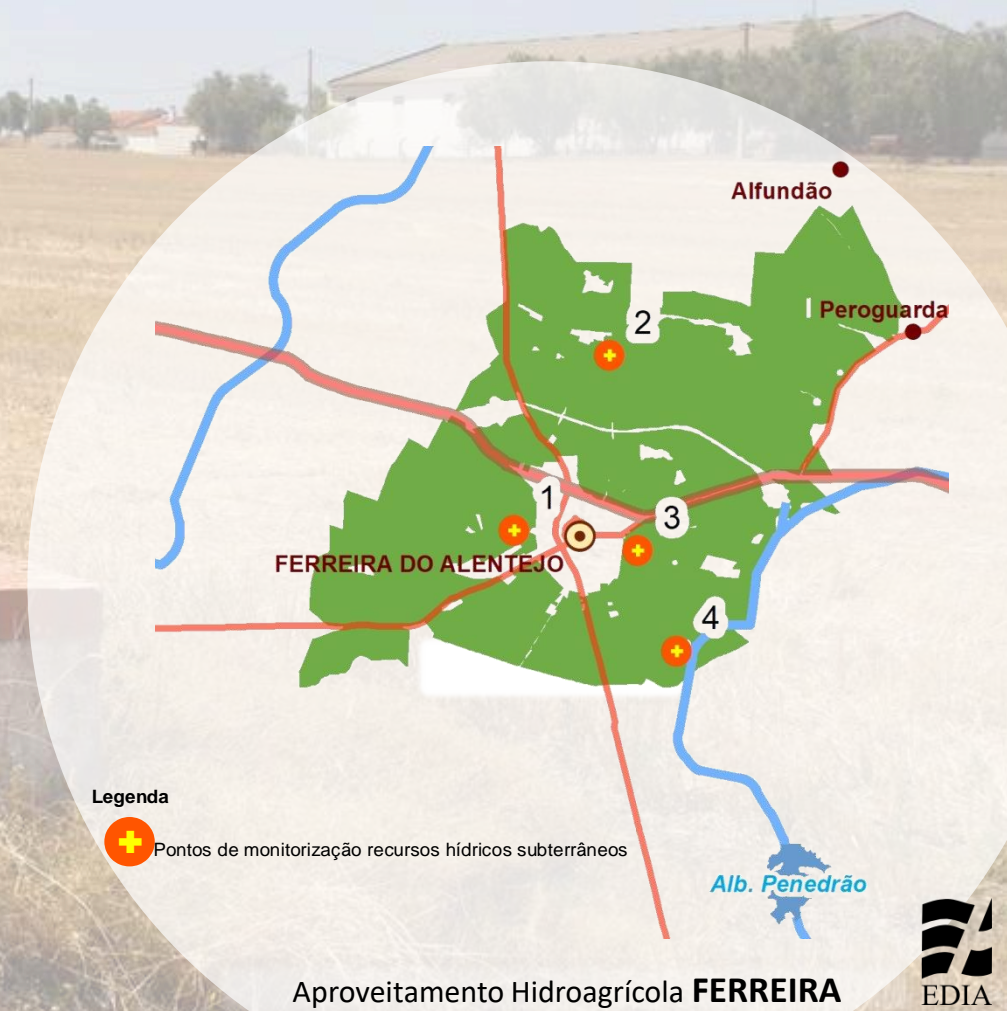 Alfundão
Peroguarda
2
1
3
FERREIRA DO ALENTEJO
4
Legenda
Pontos de monitorização recursos hídricos subterrâneos
Alb. Penedrão
Aproveitamento Hidroagrícola FERREIRA
EDIA